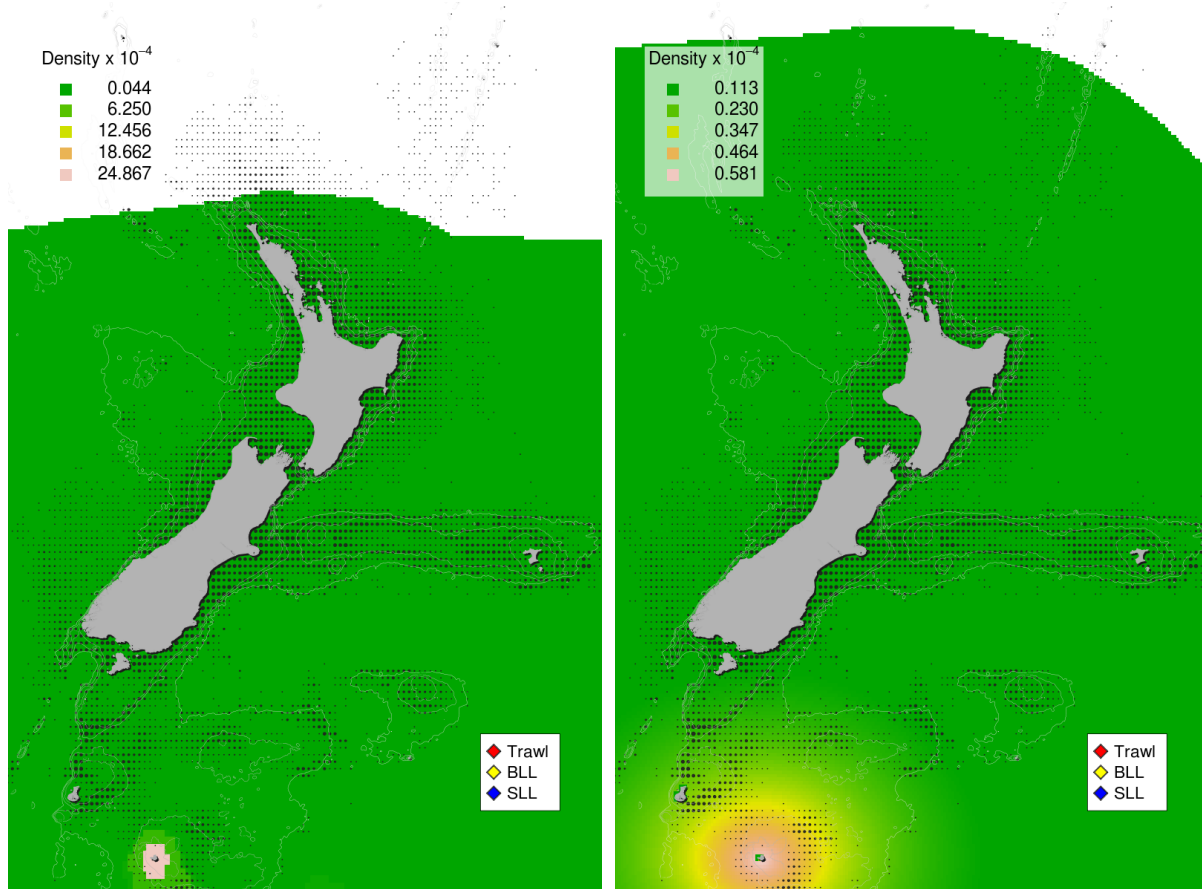 Density x 10⁻⁴
0.044
6.250
12.456
18.662
24.867
Trawl
BLL
SLL
Density x 10⁻⁴
0.113
0.230
0.347
0.464
0.581
Trawl
BLL
SLL